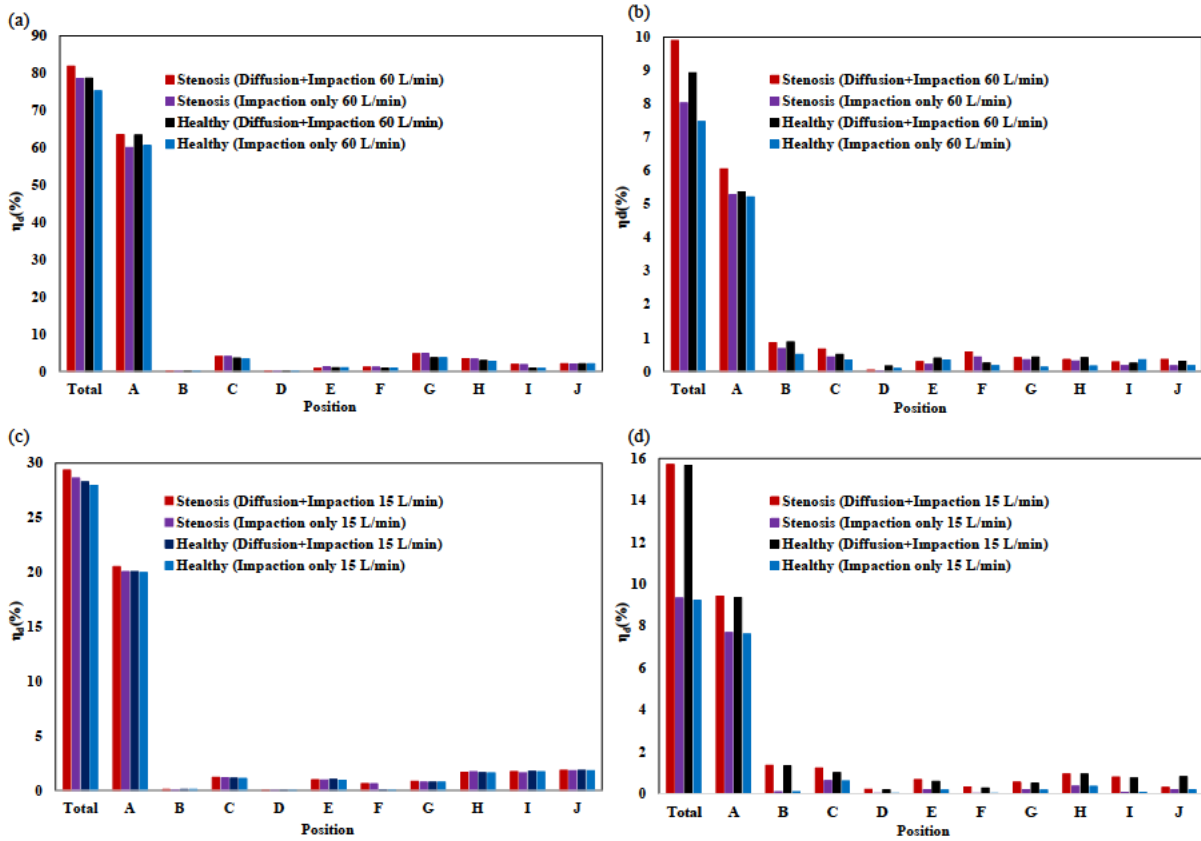 (a)
90
80
70
60
50
40
30
20
10
0
ηd(%)
Stenosis (Diffusion+Impaction 60 L/min)
Stenosis (Impaction only 60 L/min)
Healthy (Diffusion+Impaction 60 L/min)
Healthy (Impaction only 60 L/min)
Total A B C D E F G H I J
Position
(b)
10
9
8
7
6
5
4
3
2
1
0
ηd(%)
Stenosis (Diffusion+Impaction 60 L/min)
Stenosis (Impaction only 60 L/min)
Healthy (Diffusion+Impaction 60 L/min)
Healthy (Impaction only 60 L/min)
Total A B C D E F G H I J
Position
(c)
30
25
20
15
10
5
0
ηd(%)
Stenosis (Diffusion+Impaction 15 L/min)
Stenosis (Impaction only 15 L/min)
Healthy (Diffusion+Impaction 15 L/min)
Healthy (Impaction only 15 L/min)
Total A B C D E F G H I J
Position
(d)
16
14
12
10
8
6
4
2
0
ηd(%)
Stenosis (Diffusion+Impaction 15 L/min)
Stenosis (Impaction only 15 L/min)
Healthy (Diffusion+Impaction 15 L/min)
Healthy (Impaction only 15 L/min)
Total A B C D E F G H I J
Position